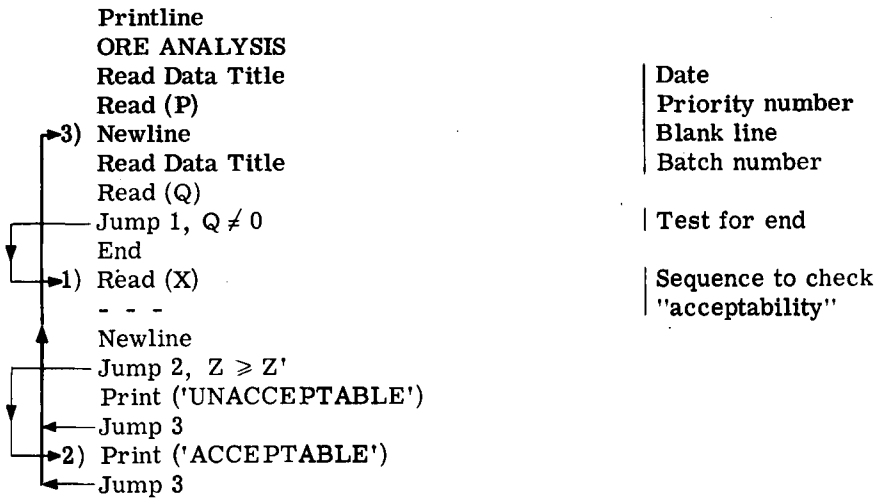 Printline
ORE ANALYSIS
Read Data Title | Date
Read (P) | Priority number
3) Newline | Blank line
Read Data Title | Batch number
Read (Q)
Jump 1, Q ≠ 0 | Test for end
End
1) Read (X) | Sequence to check
- - - | "acceptability"
Newline
Jump 2, Z ⩾ Z'
Print ('UNACCEPTABLE')
Jump 3
2) Print ('ACCEPTABLE')
Jump 3